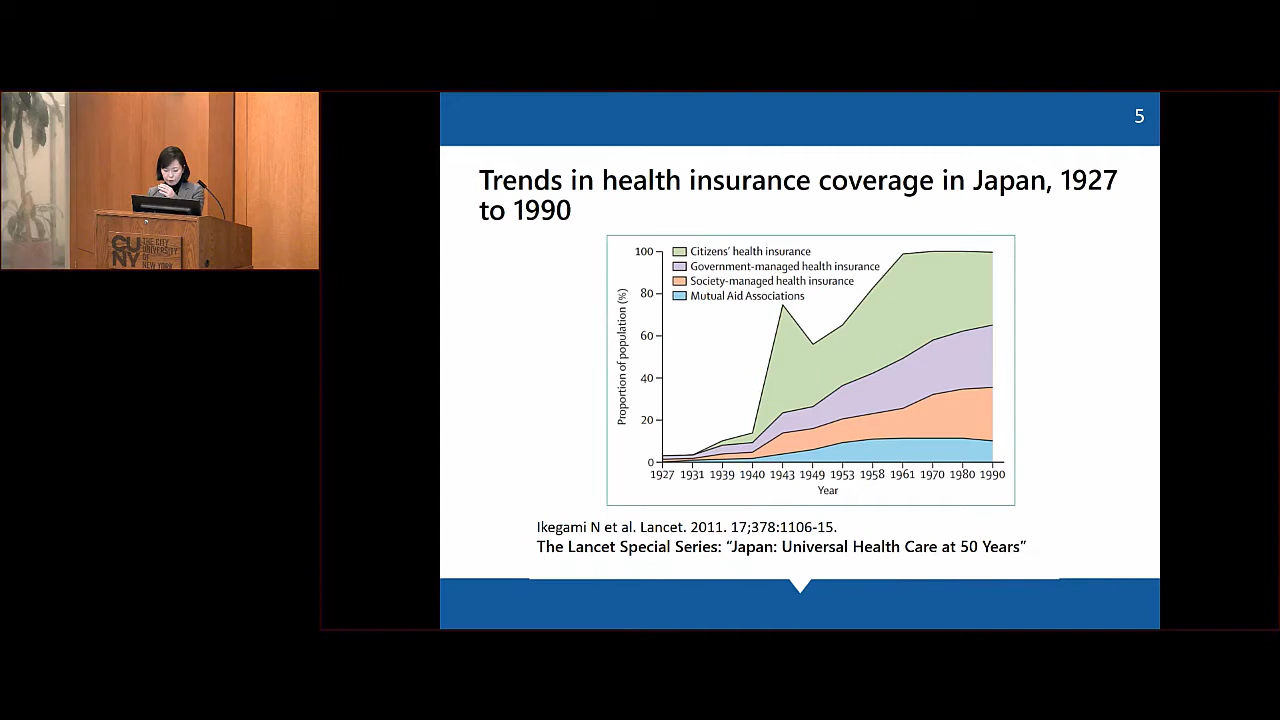 CU
NY
THE CITY
UNIVERSITY
OF
NEW YORK
5
Trends in health insurance coverage in Japan, 1927
to 1990
Citizens' health insurance
Government-managed health insurance
Society-managed health insurance
Mutual Aid Associations
Proportion of population (%)
100
80
60
40
20
0
1927 1931 1939 1940 1943 1949 1953 1958 1961 1970 1980 1990
Year
Ikegami N et al. Lancet. 2011. 17;378:1106-15.
The Lancet Special Series: “Japan: Universal Health Care at 50 Years”